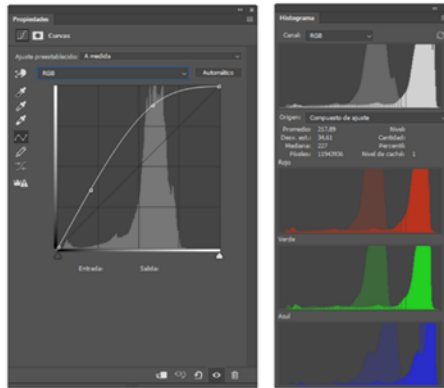 Propiedades
Curvas
Ajuste preestablecido: A medida
RGB
Automático
Entrada: Salida:
Histograma
Canal: RGB
Origen: Compuesto de ajuste
Promedio: 217,89 Nivel:
Desv. est.: 34,61 Cantidad:
Mediana: 227 Percentil:
Píxeles: 11943936 Nivel de caché: 1
Rojo
Verde
Azul